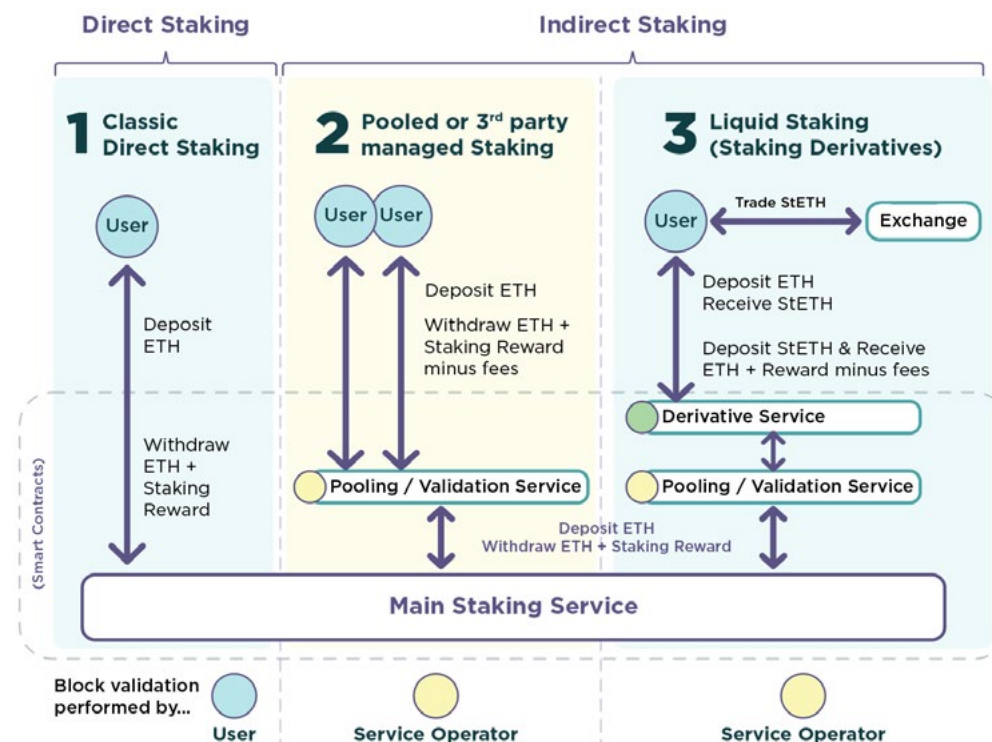 Direct Staking
Indirect Staking
1 Classic
Direct Staking
2 Pooled or 3rd party
managed Staking
3 Liquid Staking
(Staking Derivatives)
User
User
User
User
Trade StETH
Exchange
Deposit
ETH
Withdraw
ETH +
Staking
Reward
Deposit ETH
Withdraw ETH +
Staking Reward
minus fees
Deposit ETH
Receive StETH
Deposit StETH & Receive
ETH + Reward minus fees
Derivative Service
Pooling / Validation Service
Pooling / Validation Service
Deposit ETH
Withdraw ETH + Staking Reward
(Smart Contracts)
Main Staking Service
Block validation
performed by...
User
Service Operator
Service Operator